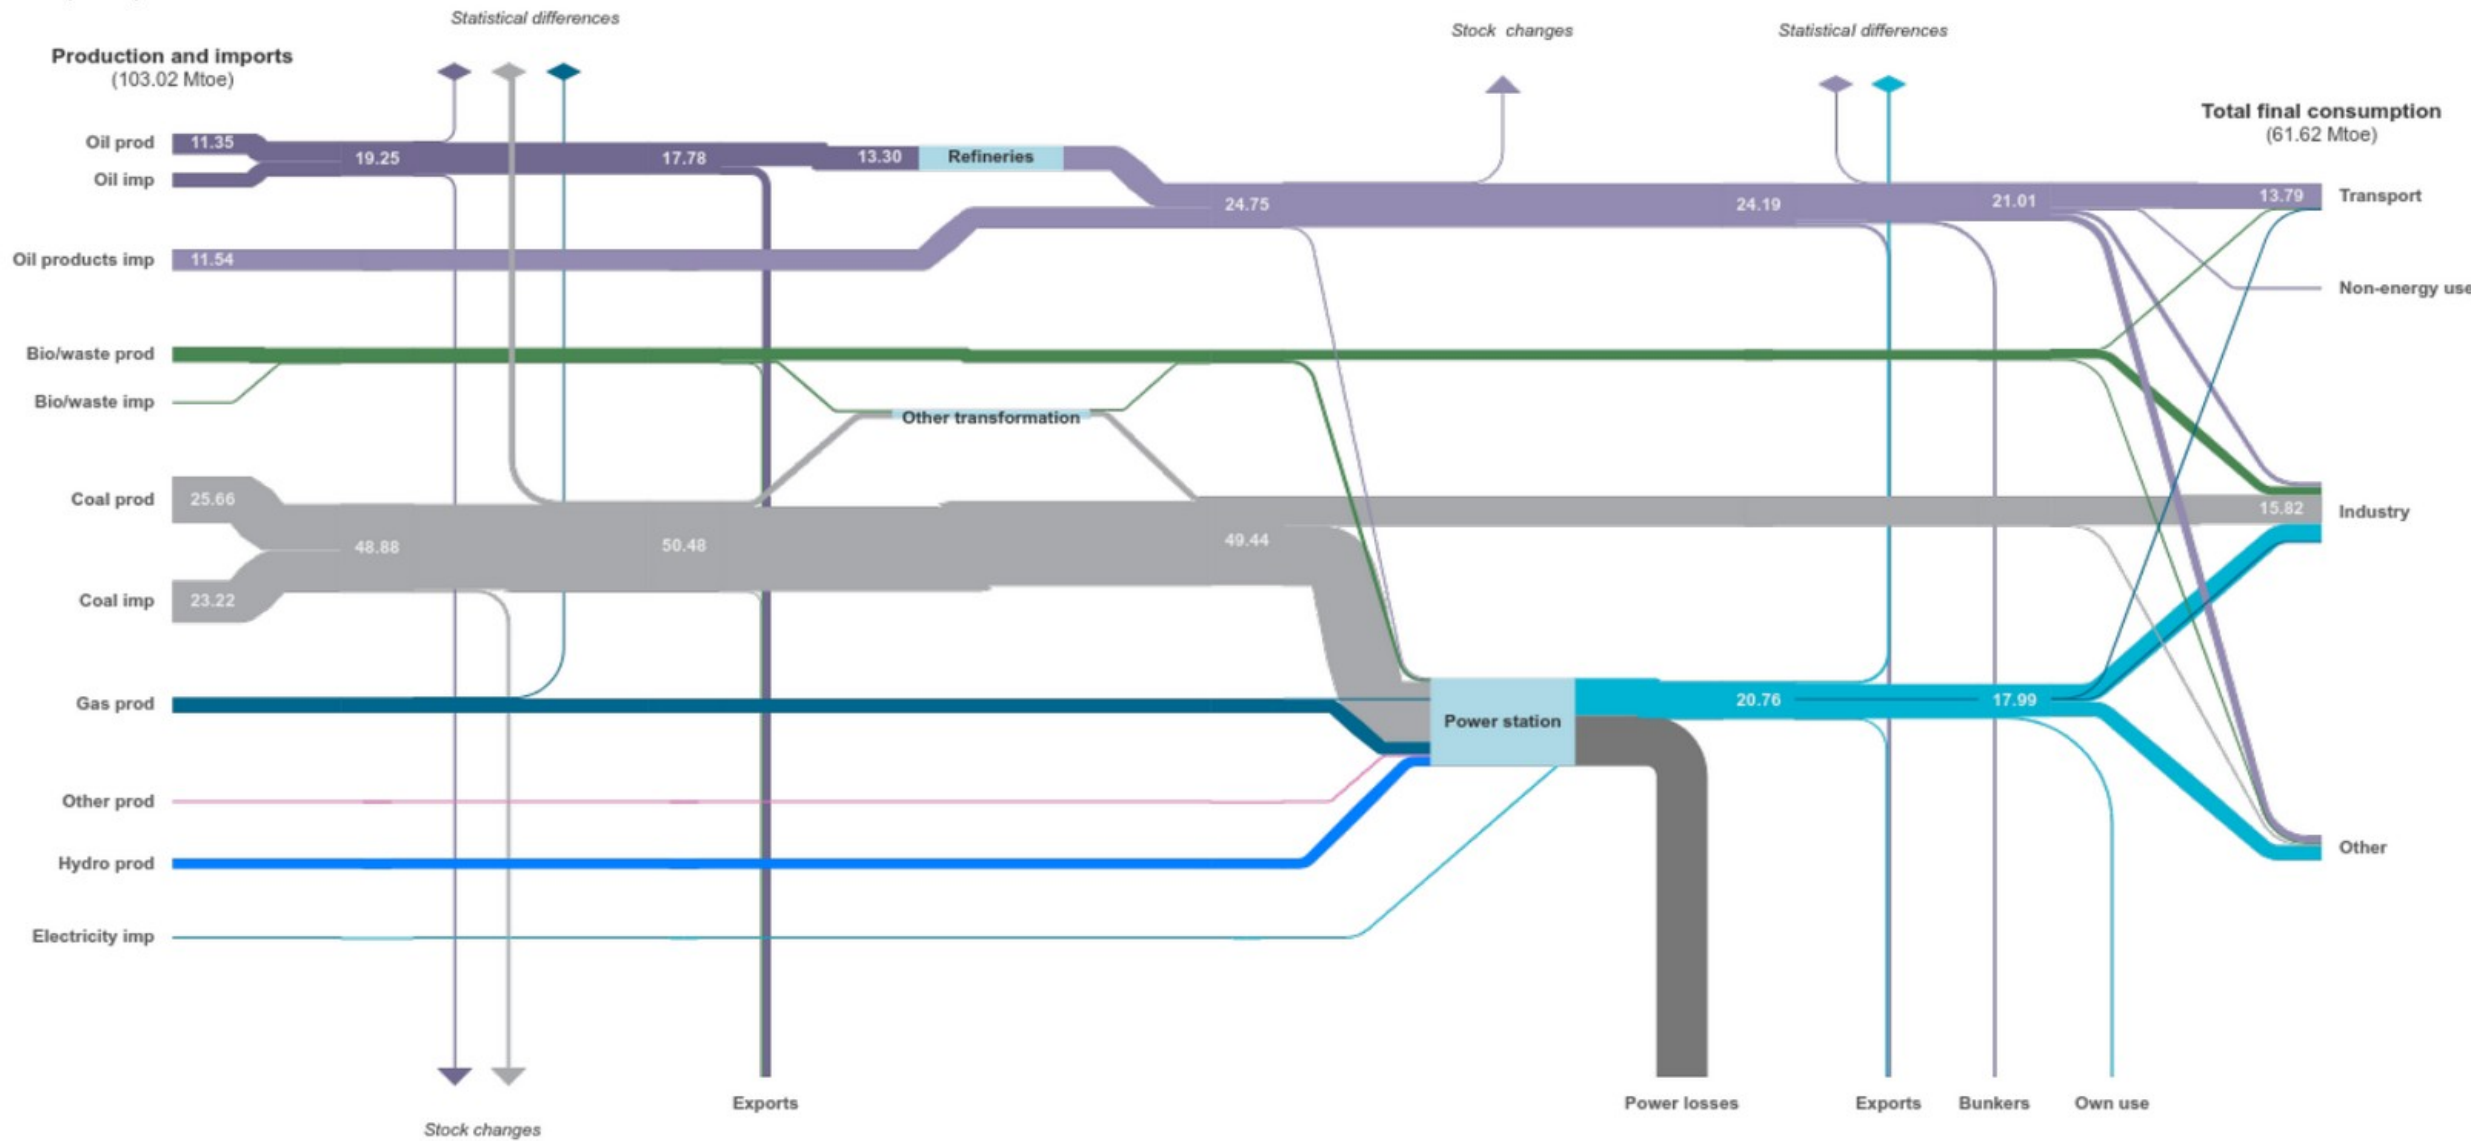 Statistical differences
Stock changes
Statistical differences
Production and imports
(103.02 Mtoe)
Total final consumption
(61.62 Mtoe)
Oil prod
11.35
19.25
17.78
13.30
Refineries
Oil imp
24.75
24.19
21.01
13.79
Transport
Oil products imp
11.54
Non-energy use
Bio/waste prod
Bio/waste imp
Other transformation
Coal prod
25.66
48.88
50.48
49.44
15.82
Industry
Coal imp
23.22
Gas prod
Power station
20.76
17.99
Other prod
Hydro prod
Other
Electricity imp
Exports
Power losses
Exports
Bunkers
Own use
Stock changes